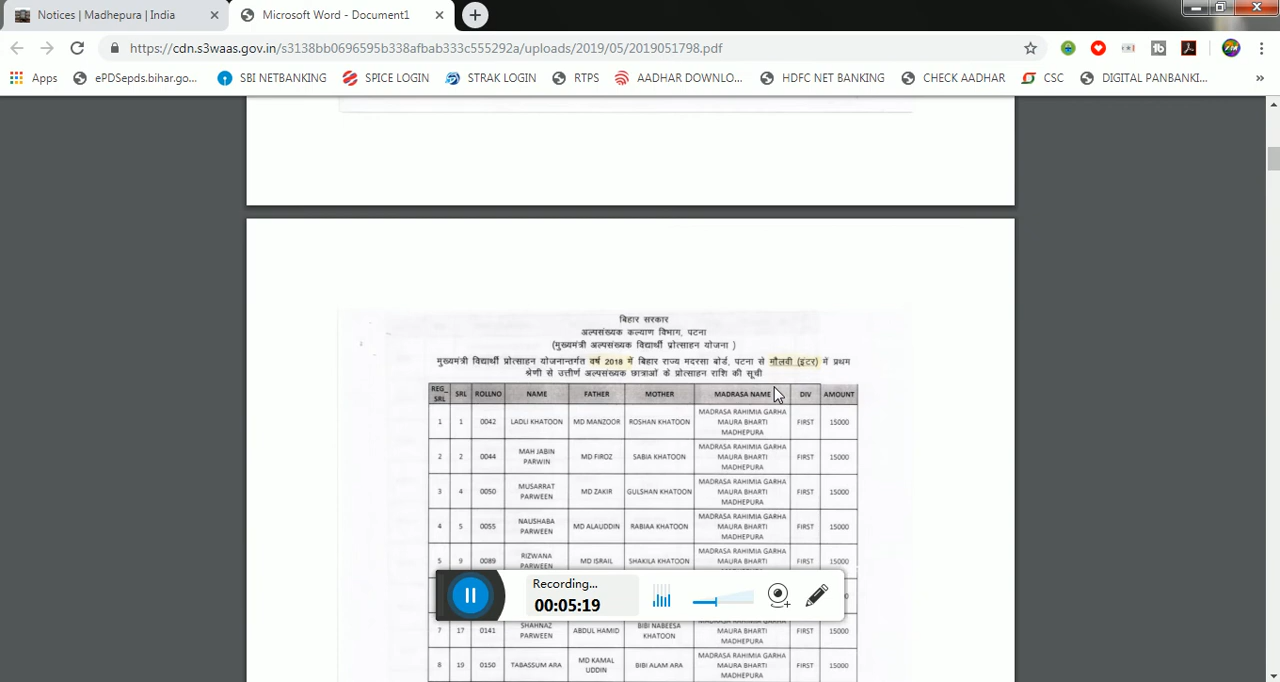 Notices | Madhepura | India
Microsoft Word - Document1
https://cdn.s3waas.gov.in/s3138bb0696595b338afbab333c555292a/uploads/2019/05/2019051798.pdf
Apps ePDSepds.bihar.go... SBI NETBANKING SPICE LOGIN STRAK LOGIN RTPS AADHAR DOWNLO... HDFC NET BANKING CHECK AADHAR CSC DIGITAL PANBANKI... »
बिहार सरकार
अल्पसंख्यक कल्याण विभाग, पटना
(मुख्यमंत्री अल्पसंख्यक विद्यार्थी प्रोत्साहन योजना )
मुख्यमंत्री विद्यार्थी प्रोत्साहन योजनान्तर्गत वर्ष 2018 में बिहार राज्य मदरसा बोर्ड, पटना से मौलवी (इंटर) में प्रथम
श्रेणी से उत्तीर्ण अल्पसंख्यक छात्राओं के प्रोत्साहन राशि की सूची
REG_ SRL SRL ROLLNO NAME FATHER MOTHER MADRASA NAME DIV AMOUNT
1 1 0042 LADLI KHATOON MD MANZOOR ROSHAN KHATOON MADRASA RAHIMIA GARHA MAURA BHARTI MADHEPURA FIRST 15000
2 2 0044 MAH JABIN PARWIN MD FIROZ SABIA KHATOON MADRASA RAHIMIA GARHA MAURA BHARTI MADHEPURA FIRST 15000
3 4 0050 MUSARRAT PARWEEN MD ZAKIR GULSHAN KHATOON MADRASA RAHIMIA GARHA MAURA BHARTI MADHEPURA FIRST 15000
4 5 0055 NAUSHABA PARWEEN MD ALAUDDIN RABIAA KHATOON MADRASA RAHIMIA GARHA MAURA BHARTI MADHEPURA FIRST 15000
5 9 0089 RIZWANA PARWEEN MD ISRAIL SHAKILA KHATOON MADRASA RAHIMIA GARHA MAURA BHARTI FIRST 15000
Recording...
00:05:19
7 17 0141 SHAHNAZ PARWEEN ABDUL HAMID BIBI NABEESA KHATOON MADRASA RAHIMIA GARHA MAURA BHARTI MADHEPURA FIRST 15000
8 19 0150 TABASSUM ARA MD KAMAL UDDIN BIBI ALAM ARA MADRASA RAHIMIA GARHA MAURA BHARTI FIRST 15000